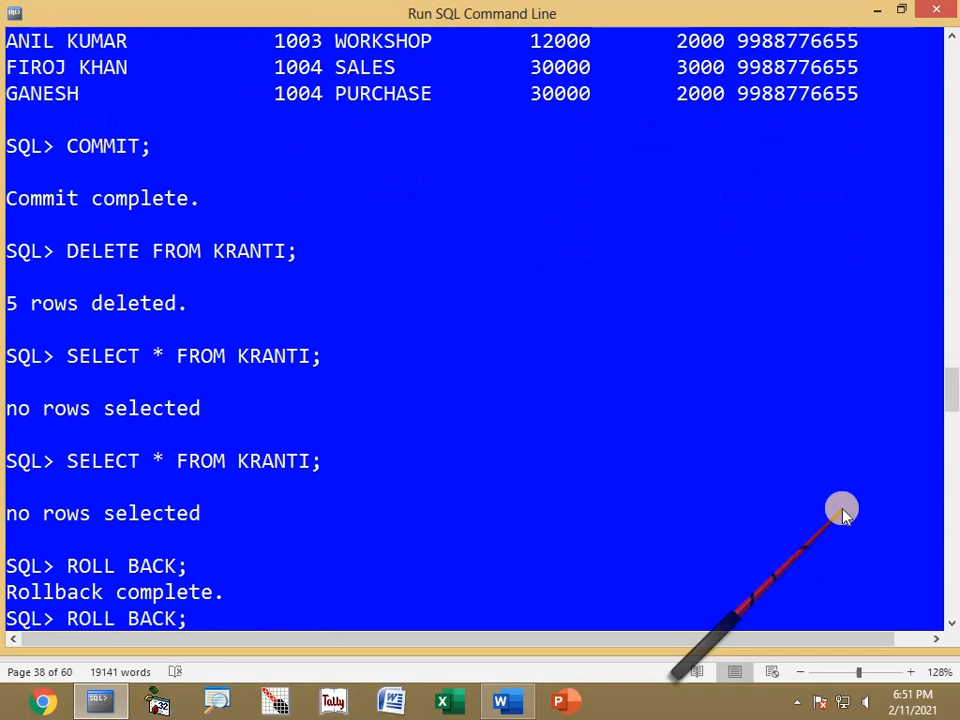 Run SQL Command Line
ANIL KUMAR 1003 WORKSHOP 12000 2000 9988776655
FIROJ KHAN 1004 SALES 30000 3000 9988776655
GANESH 1004 PURCHASE 30000 2000 9988776655
SQL> COMMIT;
Commit complete.
SQL> DELETE FROM KRANTI;
5 rows deleted.
SQL> SELECT * FROM KRANTI;
no rows selected
SQL> SELECT * FROM KRANTI;
no rows selected
SQL> ROLL BACK;
Rollback complete.
SQL> ROLL BACK;
Page 38 of 60 19141 words 128%
SQL> 32 Tally
6:51 PM
2/11/2021